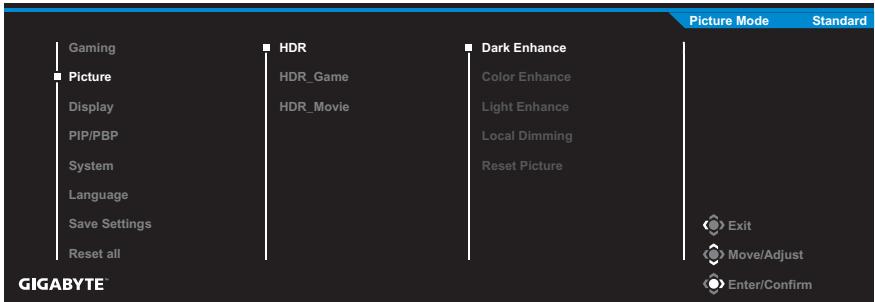 Picture Mode Standard
Gaming HDR Dark Enhance
Picture HDR_Game Color Enhance
Display HDR_Movie Light Enhance
PIP/PBP Local Dimming
System Reset Picture
Language
Save Settings Exit
Reset all Move/Adjust
GIGABYTE™ Enter/Confirm